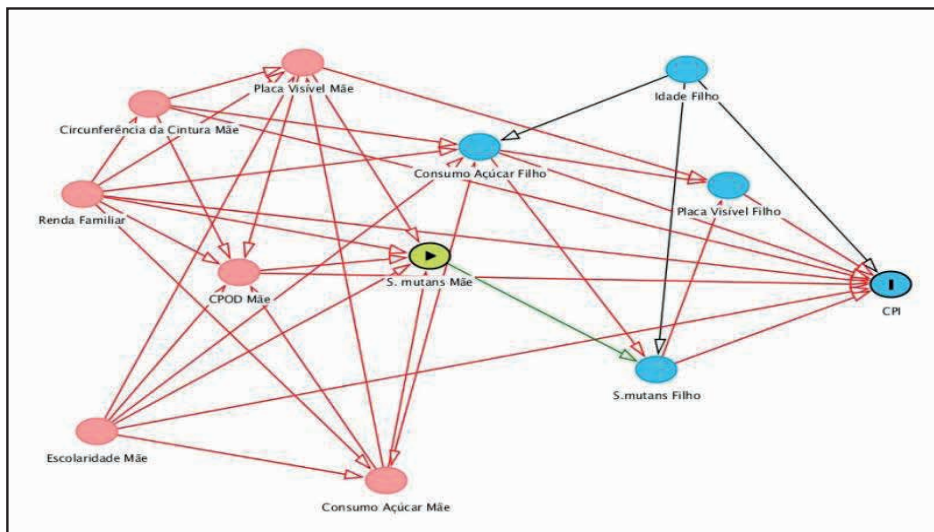 Placa Visível Mãe
Idade Filho
Circunferência da Cintura Mãe
Consumo Açúcar Filho
Placa Visível Filho
Renda Familiar
S. mutans Mãe
CPOD Mãe
CPI
S.mutans Filho
Escolaridade Mãe
Consumo Açúcar Mãe